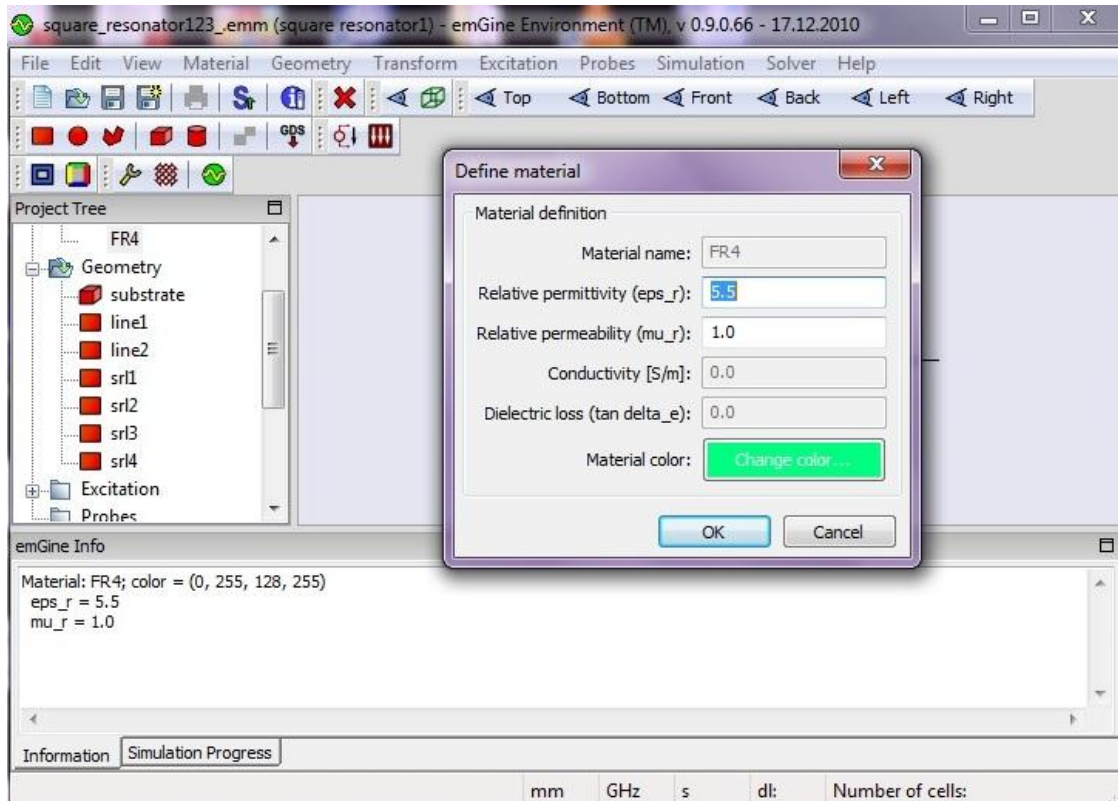 square_resonator123_.emm (square resonator1) - emGine Environment (TM), v 0.9.0.66 - 17.12.2010
File Edit View Material Geometry Transform Excitation Probes Simulation Solver Help
Top Bottom Front Back Left Right
GDS
Project Tree
FR4
Geometry
substrate
line1
line2
srl1
srl2
srl3
srl4
Excitation
Probes
Define material
Material definition
Material name: FR4
Relative permittivity (eps_r): 5.5
Relative permeability (mu_r): 1.0
Conductivity [S/m]: 0.0
Dielectric loss (tan delta_e): 0.0
Material color: Change color...
OK Cancel
emGine Info
Material: FR4; color = (0, 255, 128, 255)
eps_r = 5.5
mu_r = 1.0
Information Simulation Progress
mm GHz s dl: Number of cells: